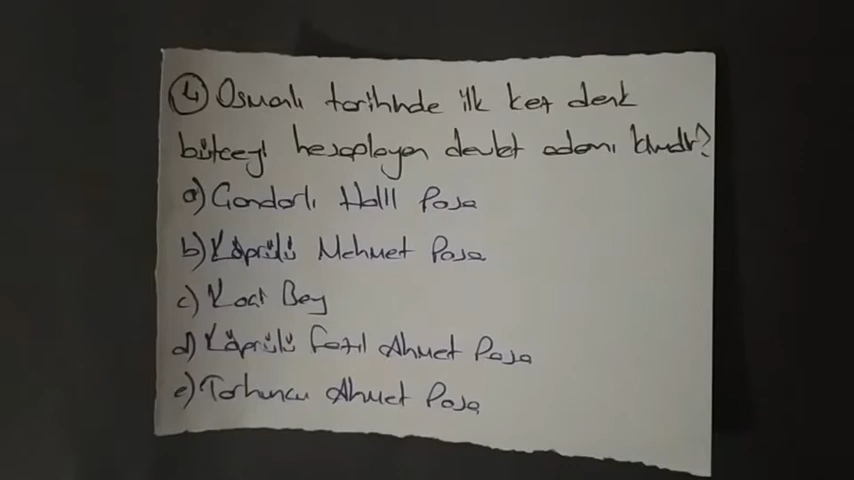 4) Osmanlı tarihinde ilk kez denk
bütçeyi hesaplayan devlet adamı kimdir?
a) Çandarlı Halil Paşa
b) Köprülü Mehmet Paşa
c) Koçi Bey
d) Köprülü Fazıl Ahmet Paşa
e) Tarhuncu Ahmet Paşa